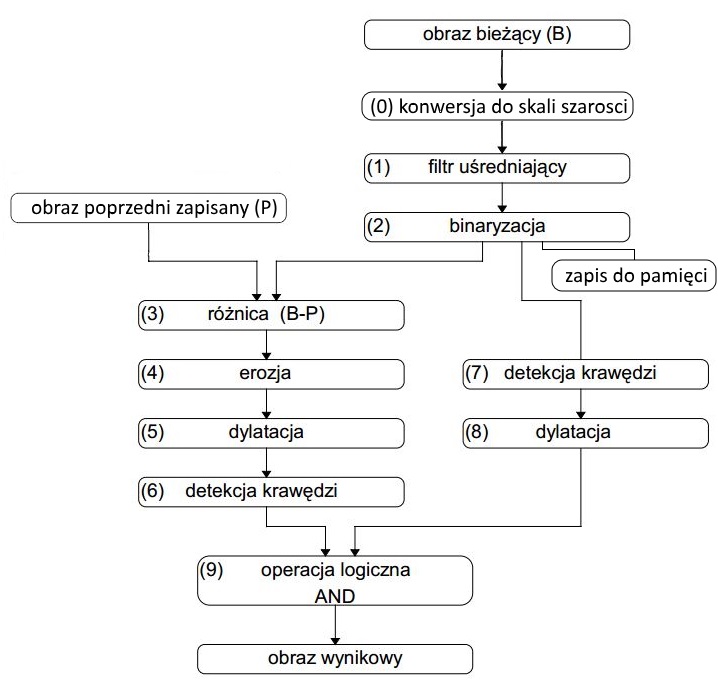 obraz bieżący (B)
(0) konwersja do skali szarosci
(1) filtr uśredniający
obraz poprzedni zapisany (P)
(2) binaryzacja
zapis do pamięci
(3) różnica (B-P)
(4) erozja
(7) detekcja krawędzi
(5) dylatacja
(8) dylatacja
(6) detekcja krawędzi
(9) operacja logiczna
AND
obraz wynikowy